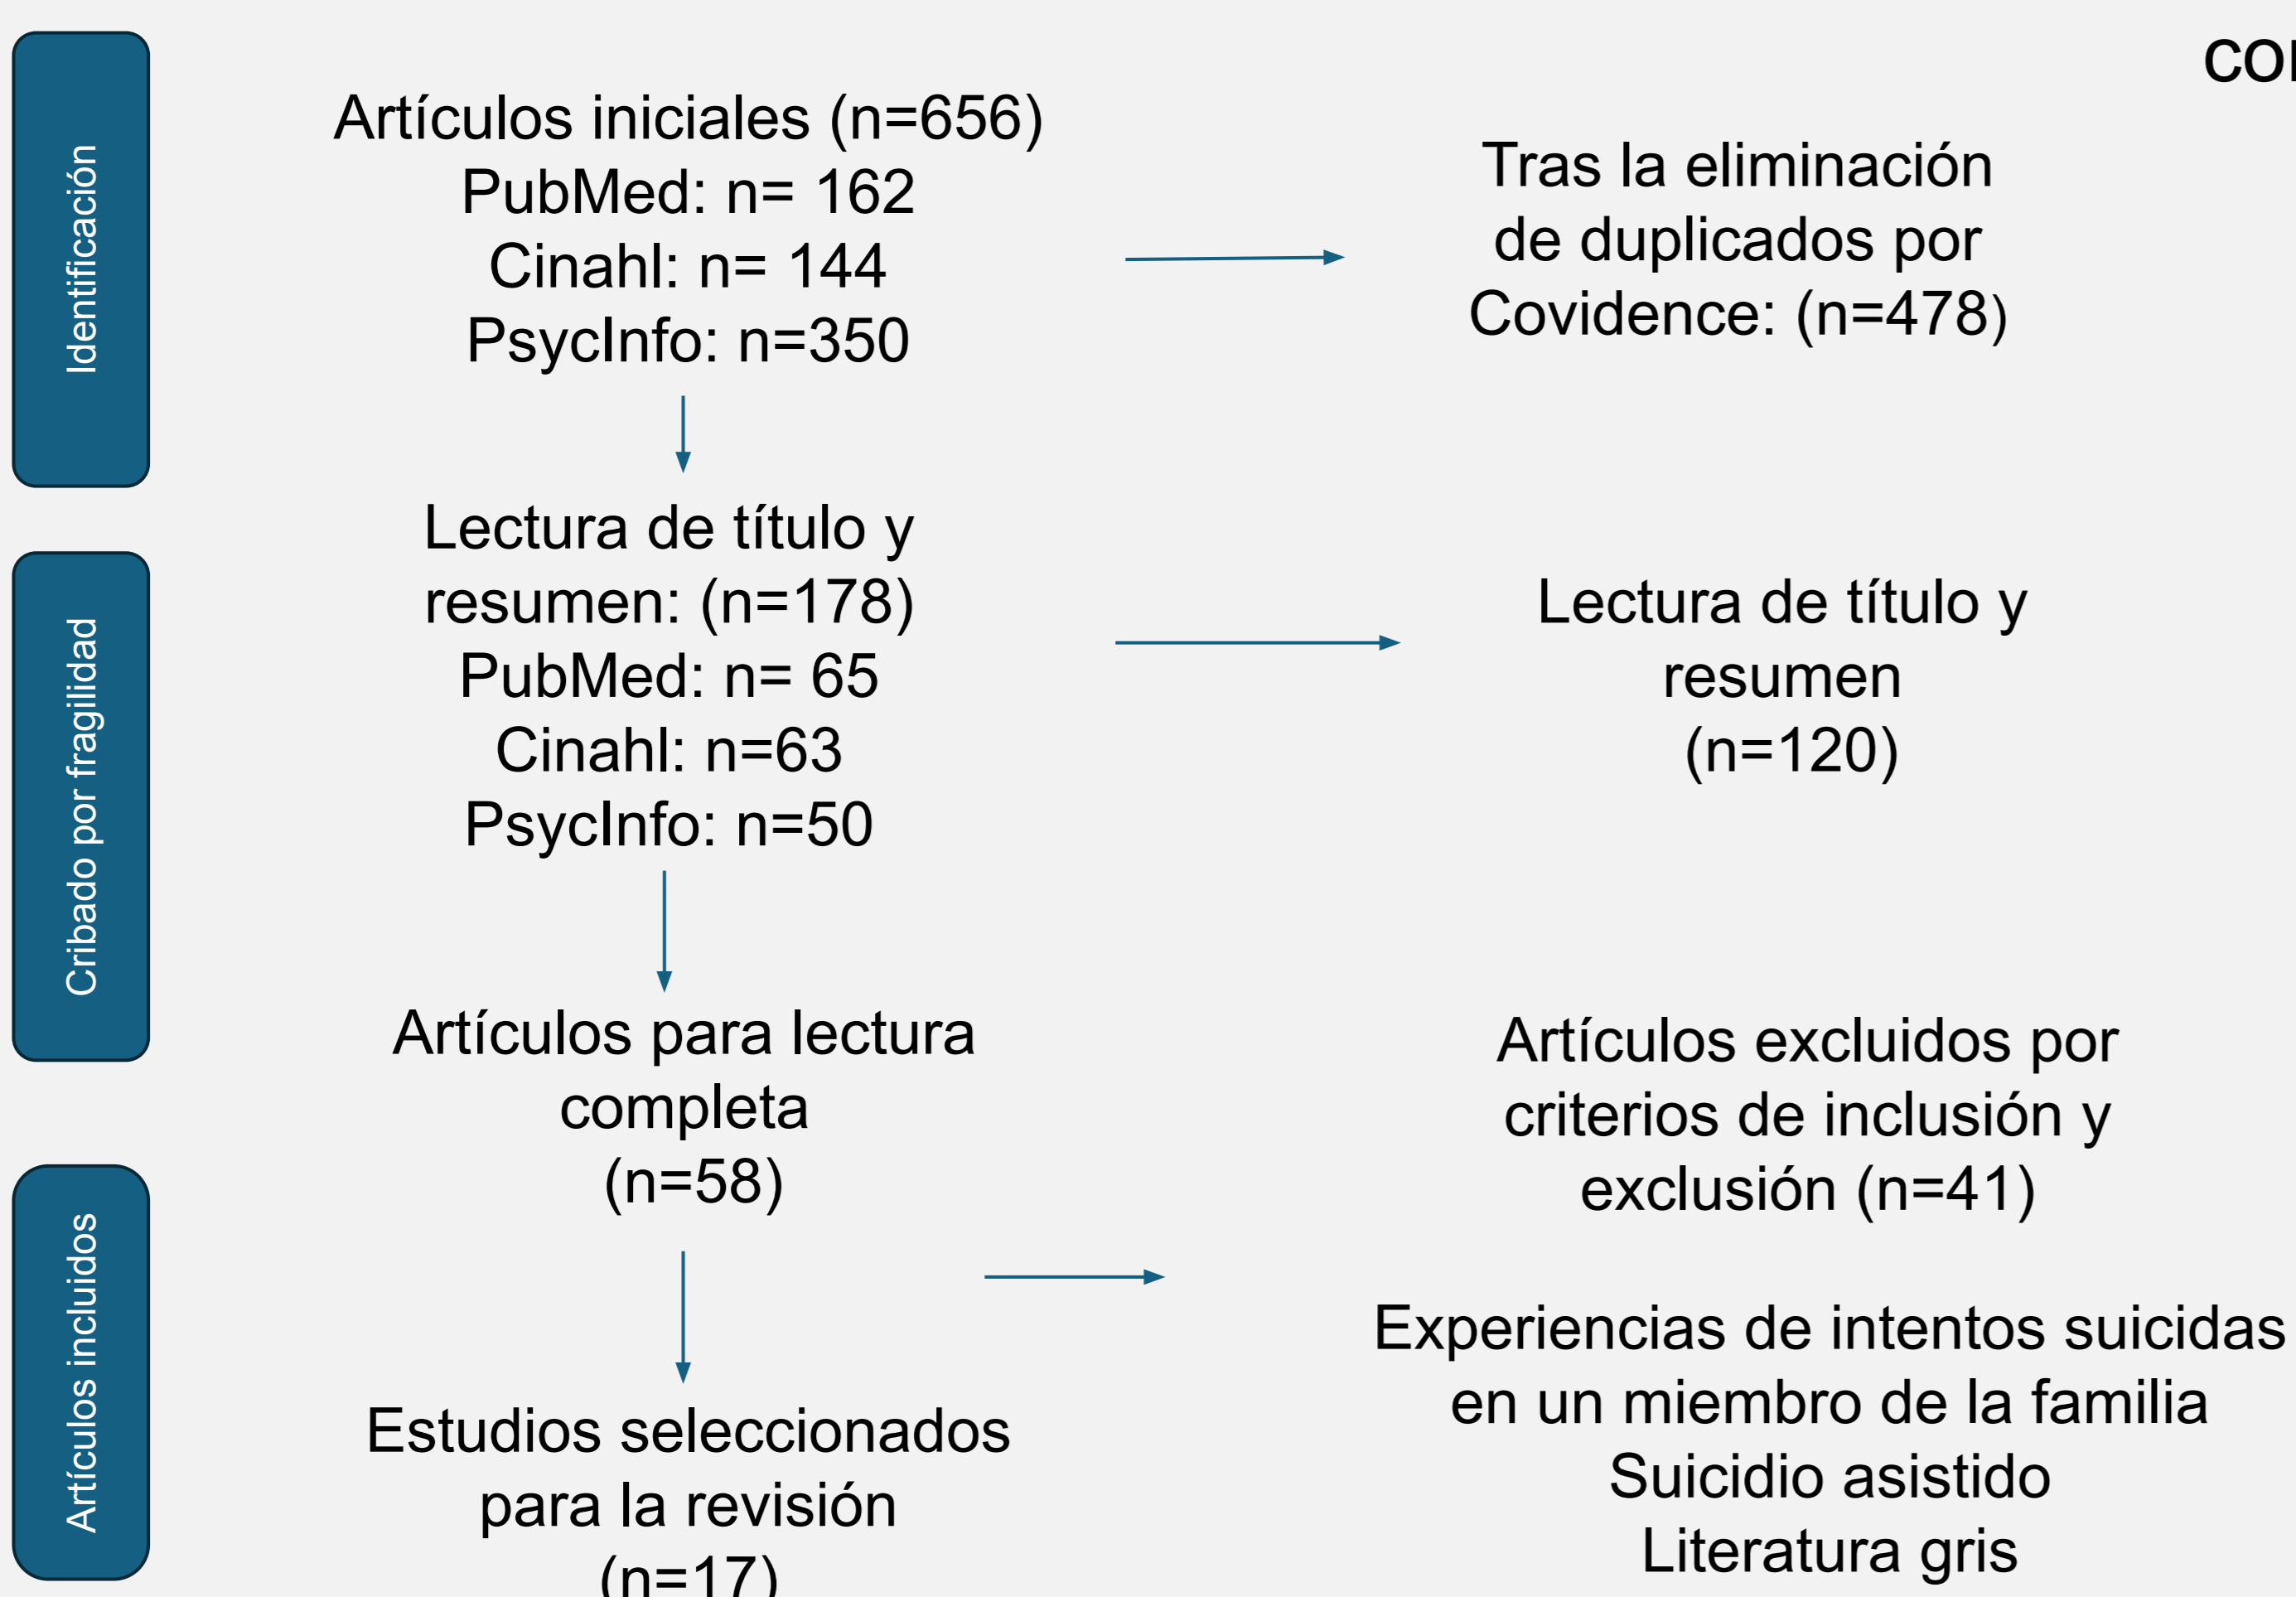 Identificación
Artículos iniciales (n=656)
PubMed: n= 162
Cinahl: n= 144
PsycInfo: n=350
Tras la eliminación
de duplicados por
Covidence: (n=478)
Cribado por fragilidad
Lectura de título y
resumen: (n=178)
PubMed: n= 65
Cinahl: n=63
PsycInfo: n=50
Lectura de título y
resumen
(n=120)
Artículos para lectura
completa
(n=58)
Artículos excluidos por
criterios de inclusión y
exclusión (n=41)
Experiencias de intentos suicidas
en un miembro de la familia
Suicidio asistido
Literatura gris
Artículos incluidos
Estudios seleccionados
para la revisión
(n=17)